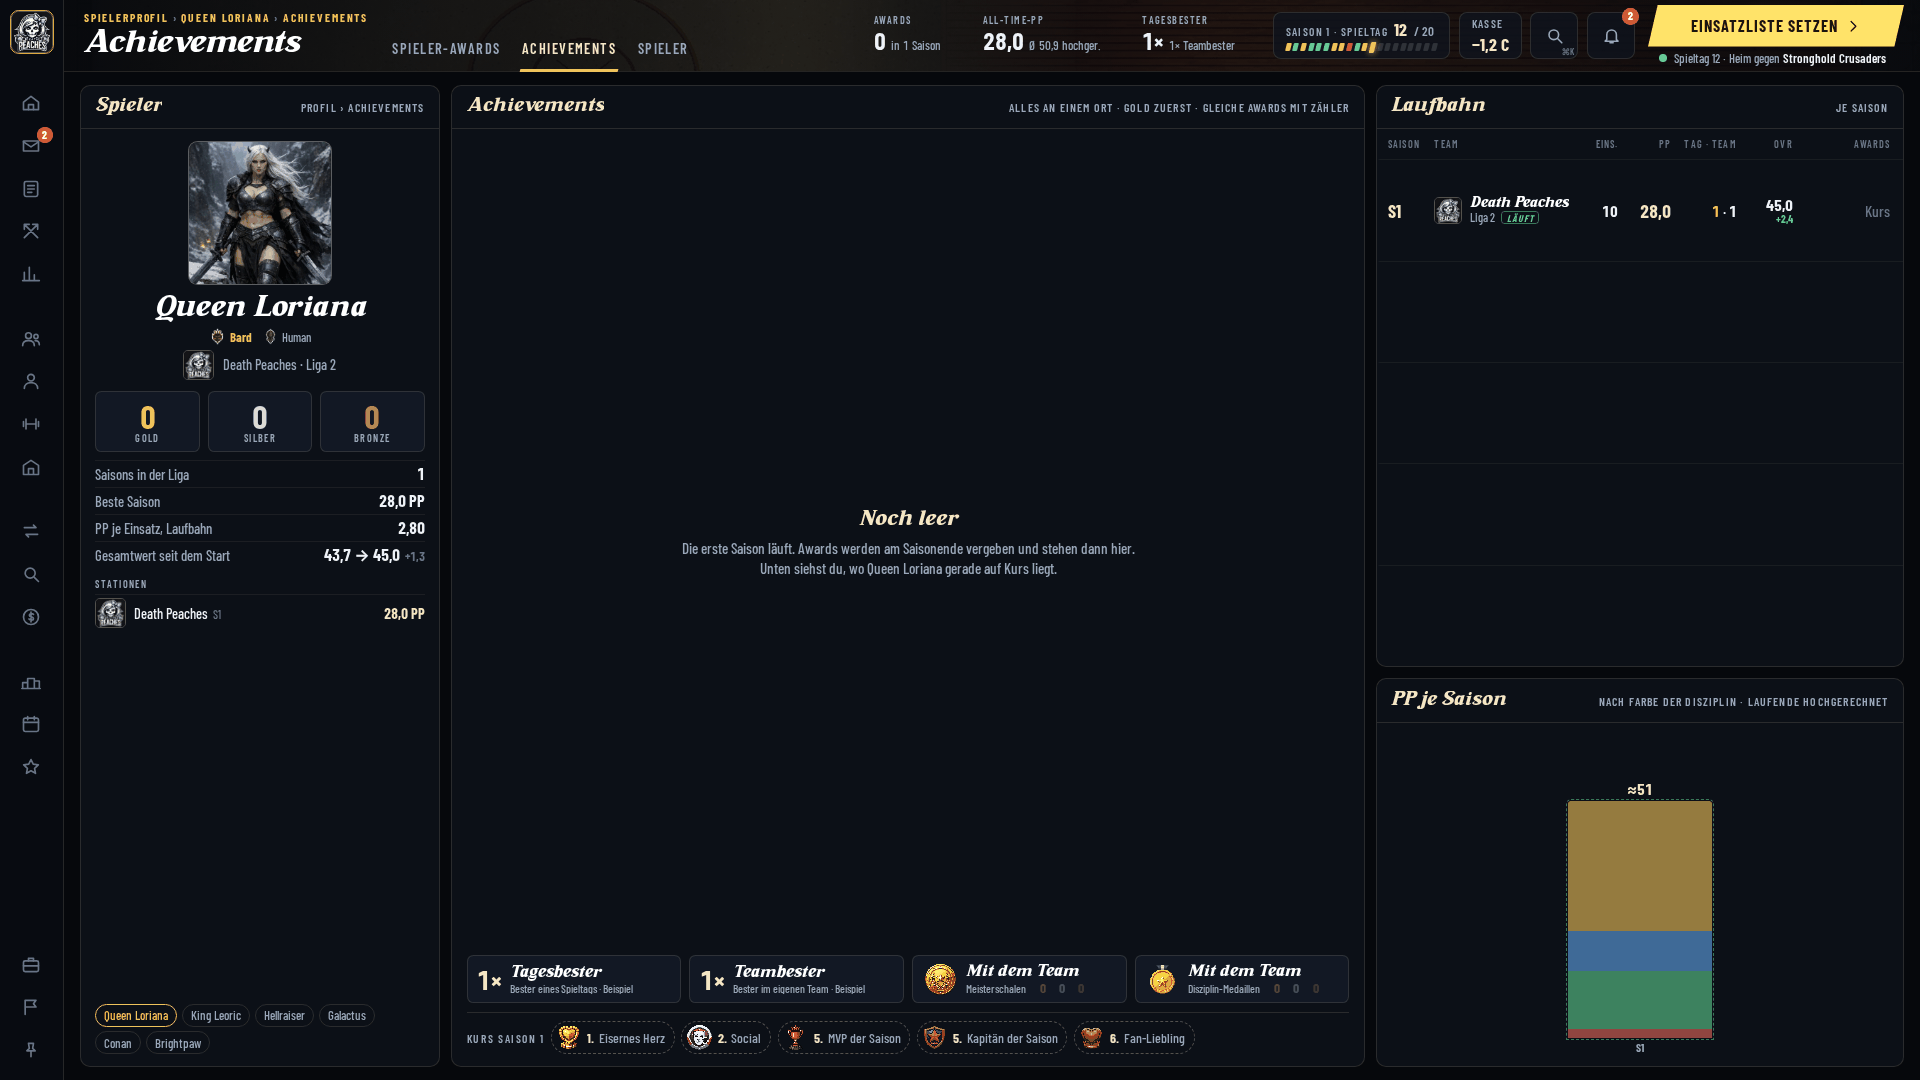 SPIELERPROFIL › QUEEN LORIANA › ACHIEVEMENTS
Achievements
SPIELER-AWARDS
ACHIEVEMENTS
SPIELER
AWARDS
0 in 1 Saison
ALL-TIME-PP
28,0 Ø 50,9 hochger.
TAGESBESTER
1× 1× Teambester
SAISON 1 · SPIELTAG 12 / 20
KASSE
−1,2 C
⌘K
2
EINSATZLISTE SETZEN
Spieltag 12 · Heim gegen Stronghold Crusaders
2
Spieler
PROFIL › ACHIEVEMENTS
Queen Loriana
Bard
Human
Death Peaches · Liga 2
0
GOLD
0
SILBER
0
BRONZE
Saisons in der Liga 1
Beste Saison 28,0 PP
PP je Einsatz, Laufbahn 2,80
Gesamtwert seit dem Start 43,7 → 45,0 +1,3
STATIONEN
Death Peaches S1 28,0 PP
Queen Loriana
King Leoric
Hellraiser
Galactus
Conan
Brightpaw
Achievements
ALLES AN EINEM ORT · GOLD ZUERST · GLEICHE AWARDS MIT ZÄHLER
Noch leer
Die erste Saison läuft. Awards werden am Saisonende vergeben und stehen dann hier.
Unten siehst du, wo Queen Loriana gerade auf Kurs liegt.
1× Tagesbester
Bester eines Spieltags · Beispiel
1× Teambester
Bester im eigenen Team · Beispiel
Mit dem Team
Meisterschalen 0 0 0
Mit dem Team
Disziplin-Medaillen 0 0 0
KURS SAISON 1
1. Eisernes Herz
2. Social
5. MVP der Saison
5. Kapitän der Saison
6. Fan-Liebling
Laufbahn
JE SAISON
SAISON TEAM EINS. PP TAG · TEAM OVR AWARDS
S1 Death Peaches 10 28,0 1 · 1 45,0 Kurs
Liga 2 LÄUFT +2,4
PP je Saison
NACH FARBE DER DISZIPLIN · LAUFENDE HOCHGERECHNET
≈51
S1